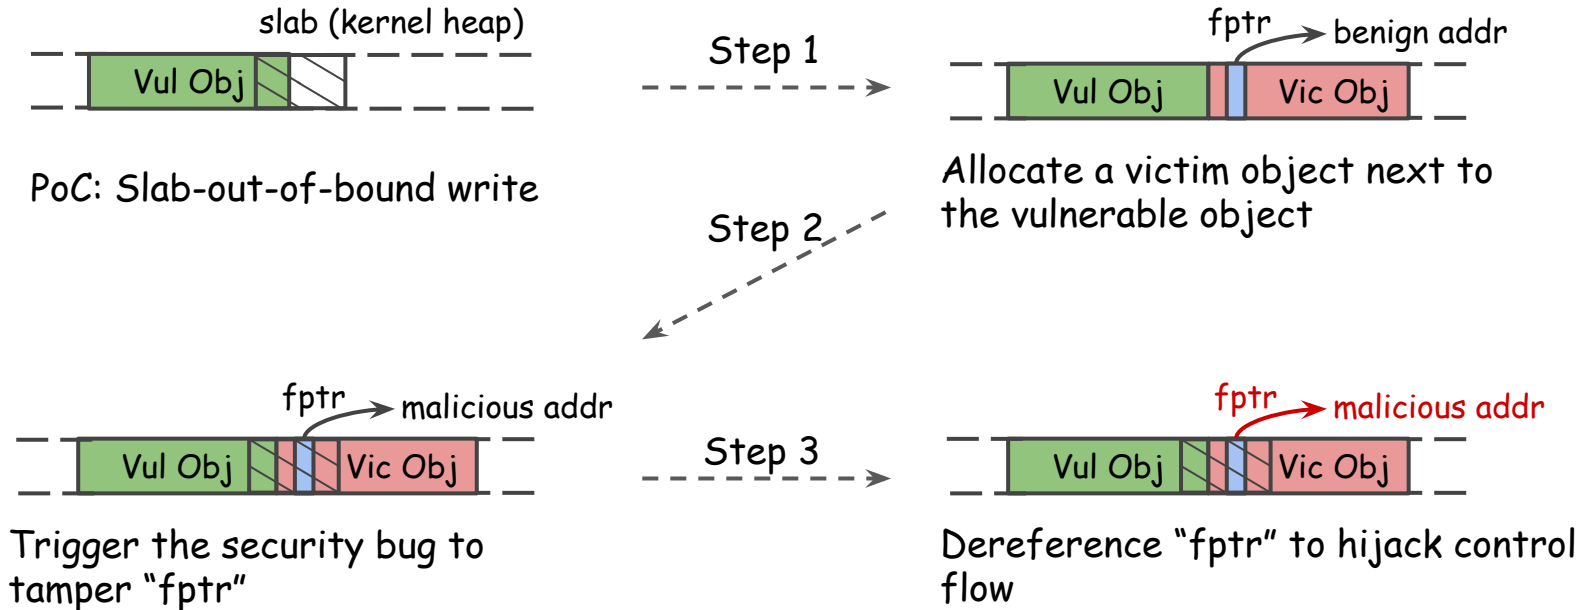 slab (kernel heap)
Vul Obj
PoC: Slab-out-of-bound write
Step 1
fptr
benign addr
Vul Obj
Vic Obj
Allocate a victim object next to
the vulnerable object
Step 2
fptr
malicious addr
Vul Obj
Vic Obj
Trigger the security bug to
tamper “fptr”
Step 3
fptr
malicious addr
Vul Obj
Vic Obj
Dereference “fptr” to hijack control
flow